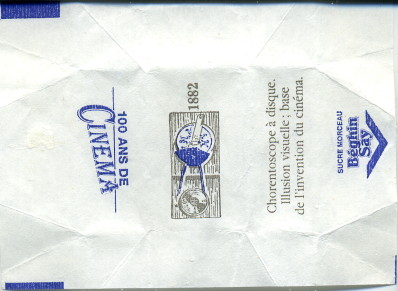 100 ANS DE
CINEMA
1882
Chorentoscope à disque.
Illusion visuelle ; base
de l'invention du cinéma.
SUCRE MORCEAU
Béghin
Say